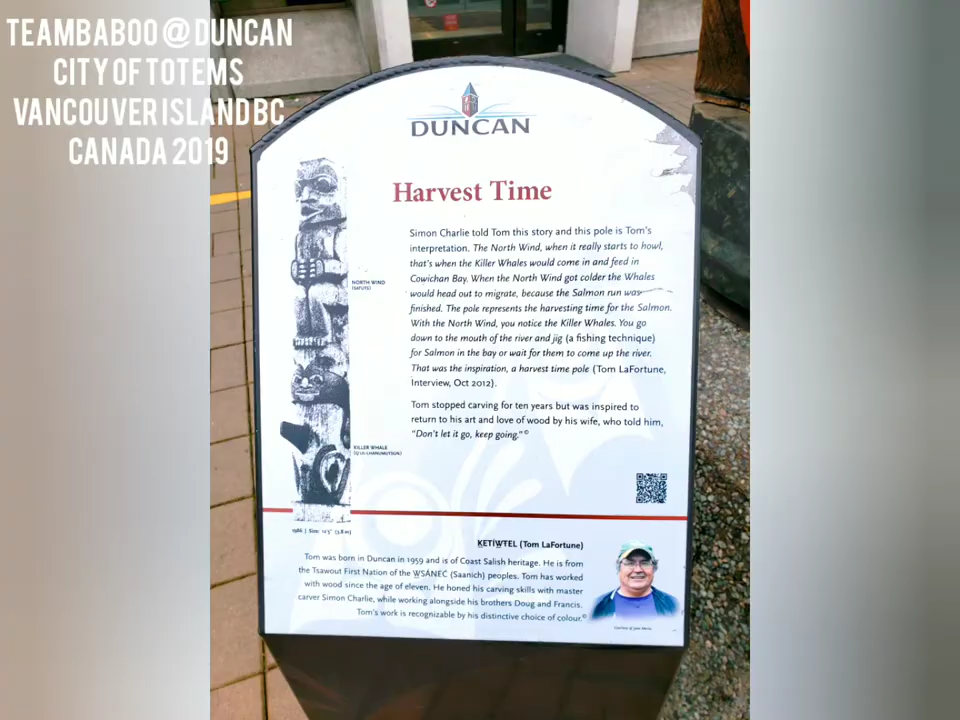 TEAMBABOO @ DUNCAN
CITY OF TOTEMS
VANCOUVER ISLAND BC
CANADA 2019
DUNCAN
Harvest Time
Simon Charlie told Tom this story and this pole is Tom's
interpretation. The North Wind, when it really starts to howl,
that's when the Killer Whales would come in and feed in
Cowichan Bay. When the North Wind got colder the Whales
would head out to migrate, because the Salmon run was
finished. The pole represents the harvesting time for the Salmon.
With the North Wind, you notice the Killer Whales. You go
down to the mouth of the river and jig (a fishing technique)
for Salmon in the bay or wait for them to come up the river.
That was the inspiration, a harvest time pole (Tom LaFortune,
Interview, Oct 2012).
Tom stopped carving for ten years but was inspired to
return to his art and love of wood by his wife, who told him,
"Don't let it go, keep going."©
NORTH WIND
KILLER WHALE
1986 | Size: 12'5" (3.8 m)
ḴETÍW̱TEL (Tom LaFortune)
Tom was born in Duncan in 1959 and is of Coast Salish heritage. He is from
the Tsawout First Nation of the W̱SÁNEĆ (Saanich) peoples. Tom has worked
with wood since the age of eleven. He honed his carving skills with master
carver Simon Charlie, while working alongside his brothers Doug and Francis.
Tom's work is recognizable by his distinctive choice of colour.©